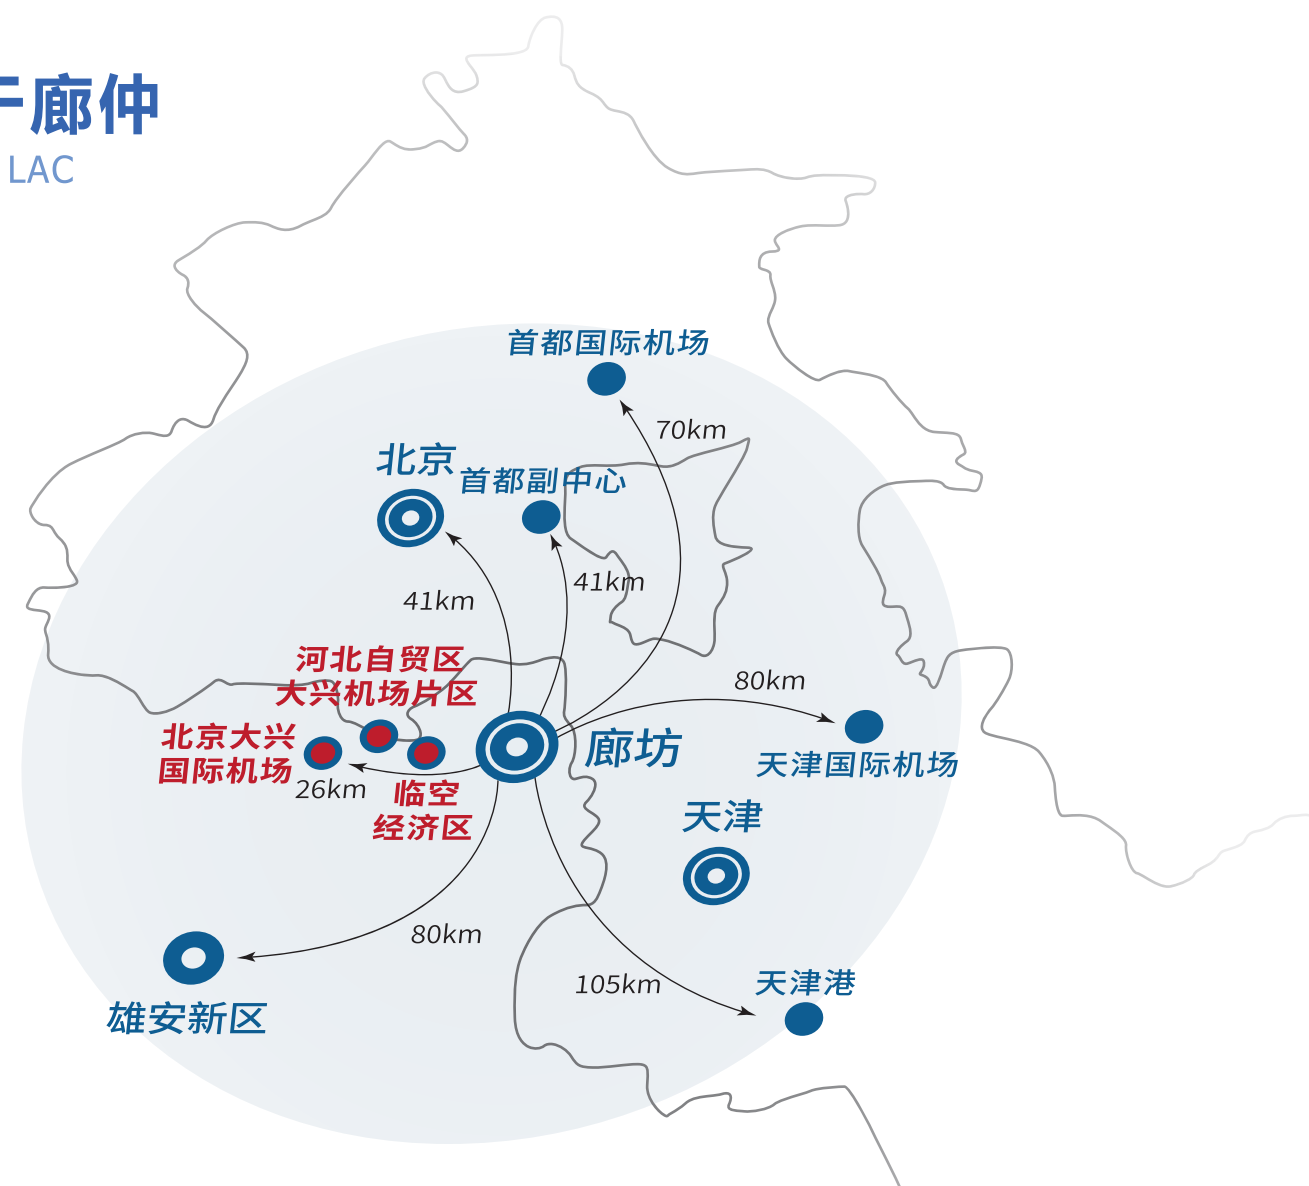 廊仲
LAC
首都国际机场
70km
北京
首都副中心
41km
41km
河北自贸区
大兴机场片区
80km
北京大兴
国际机场
廊坊
天津国际机场
26km
临空
经济区
天津
80km
105km
天津港
雄安新区